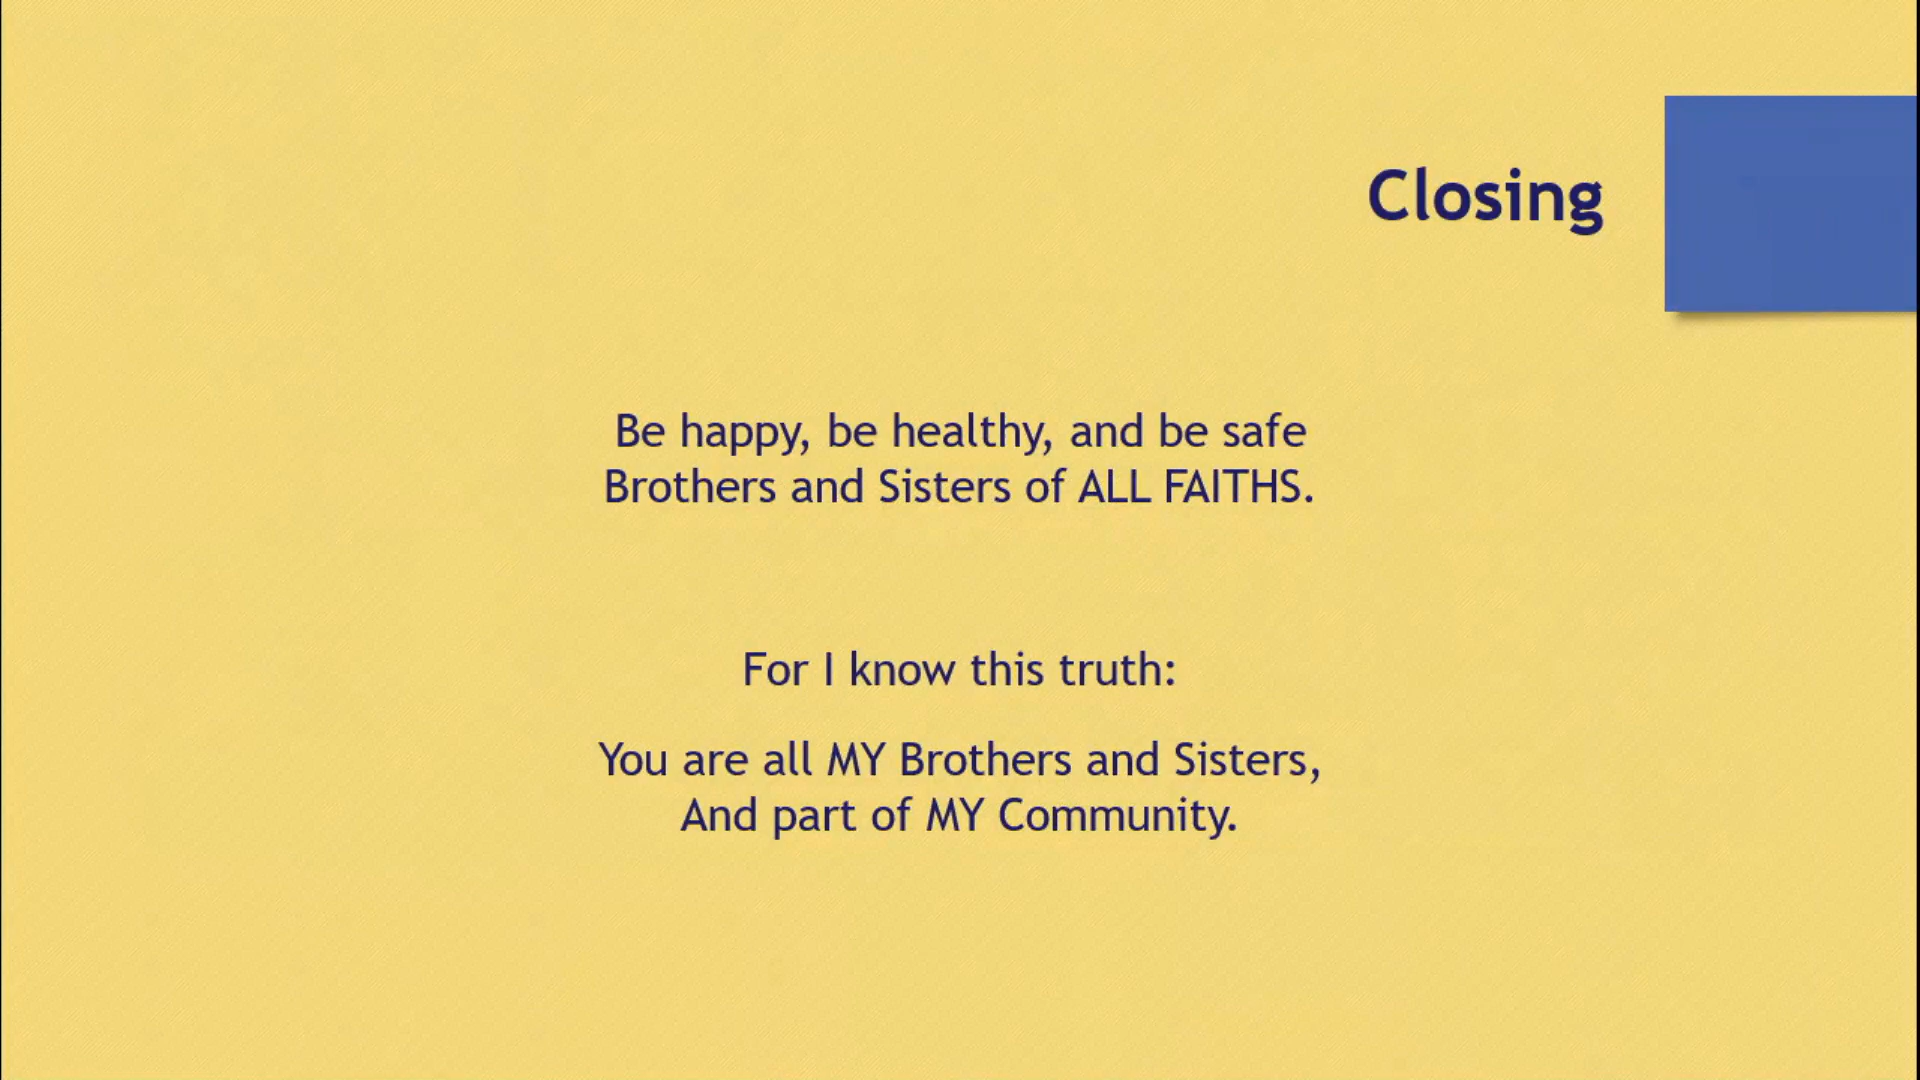 Closing
Be happy, be healthy, and be safe
Brothers and Sisters of ALL FAITHS.
For I know this truth:
You are all MY Brothers and Sisters,
And part of MY Community.